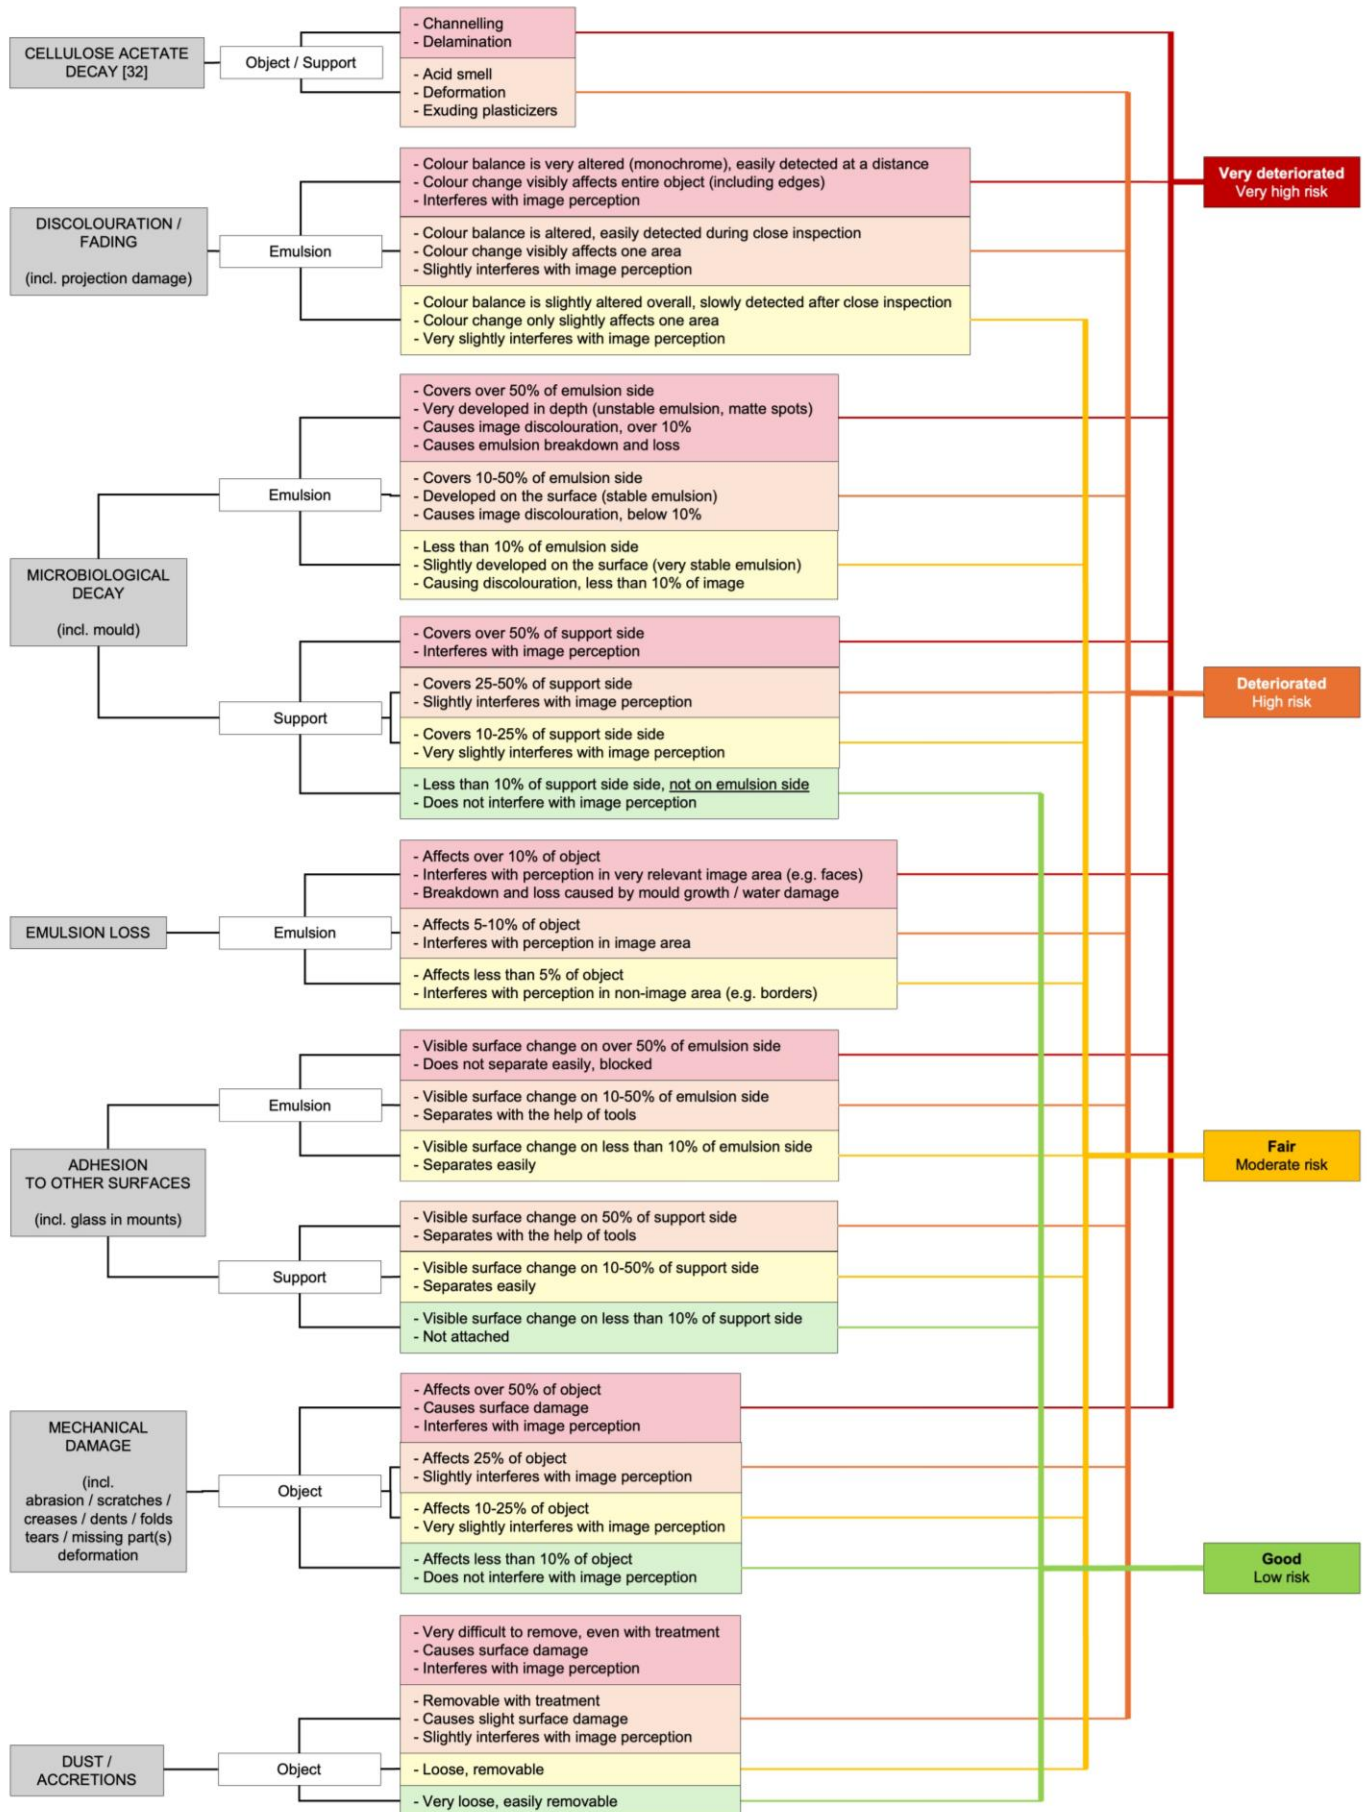 CELLULOSE ACETATE
DECAY [32]
Object / Support
- Channelling
- Delamination
- Acid smell
- Deformation
- Exuding plasticizers
DISCOLOURATION /
FADING
(incl. projection damage)
Emulsion
- Colour balance is very altered (monochrome), easily detected at a distance
- Colour change visibly affects entire object (including edges)
- Interferes with image perception
- Colour balance is altered, easily detected during close inspection
- Colour change visibly affects one area
- Slightly interferes with image perception
- Colour balance is slightly altered overall, slowly detected after close inspection
- Colour change only slightly affects one area
- Very slightly interferes with image perception
Very deteriorated
Very high risk
MICROBIOLOGICAL
DECAY
(incl. mould)
Emulsion
- Covers over 50% of emulsion side
- Very developed in depth (unstable emulsion, matte spots)
- Causes image discolouration, over 10%
- Causes emulsion breakdown and loss
- Covers 10-50% of emulsion side
- Developed on the surface (stable emulsion)
- Causes image discolouration, below 10%
- Less than 10% of emulsion side
- Slightly developed on the surface (very stable emulsion)
- Causing discolouration, less than 10% of image
Support
- Covers over 50% of support side
- Interferes with image perception
- Covers 25-50% of support side
- Slightly interferes with image perception
- Covers 10-25% of support side side
- Very slightly interferes with image perception
- Less than 10% of support side side, not on emulsion side
- Does not interfere with image perception
Deteriorated
High risk
EMULSION LOSS
Emulsion
- Affects over 10% of object
- Interferes with perception in very relevant image area (e.g. faces)
- Breakdown and loss caused by mould growth / water damage
- Affects 5-10% of object
- Interferes with perception in image area
- Affects less than 5% of object
- Interferes with perception in non-image area (e.g. borders)
ADHESION
TO OTHER SURFACES
(incl. glass in mounts)
Emulsion
- Visible surface change on over 50% of emulsion side
- Does not separate easily, blocked
- Visible surface change on 10-50% of emulsion side
- Separates with the help of tools
- Visible surface change on less than 10% of emulsion side
- Separates easily
Support
- Visible surface change on 50% of support side
- Separates with the help of tools
- Visible surface change on 10-50% of support side
- Separates easily
- Visible surface change on less than 10% of support side
- Not attached
Fair
Moderate risk
MECHANICAL
DAMAGE
(incl.
abrasion / scratches /
creases / dents / folds
tears / missing part(s)
deformation
Object
- Affects over 50% of object
- Causes surface damage
- Interferes with image perception
- Affects 25% of object
- Slightly interferes with image perception
- Affects 10-25% of object
- Very slightly interferes with image perception
- Affects less than 10% of object
- Does not interfere with image perception
Good
Low risk
DUST /
ACCRETIONS
Object
- Very difficult to remove, even with treatment
- Causes surface damage
- Interferes with image perception
- Removable with treatment
- Causes slight surface damage
- Slightly interferes with image perception
- Loose, removable
- Very loose, easily removable